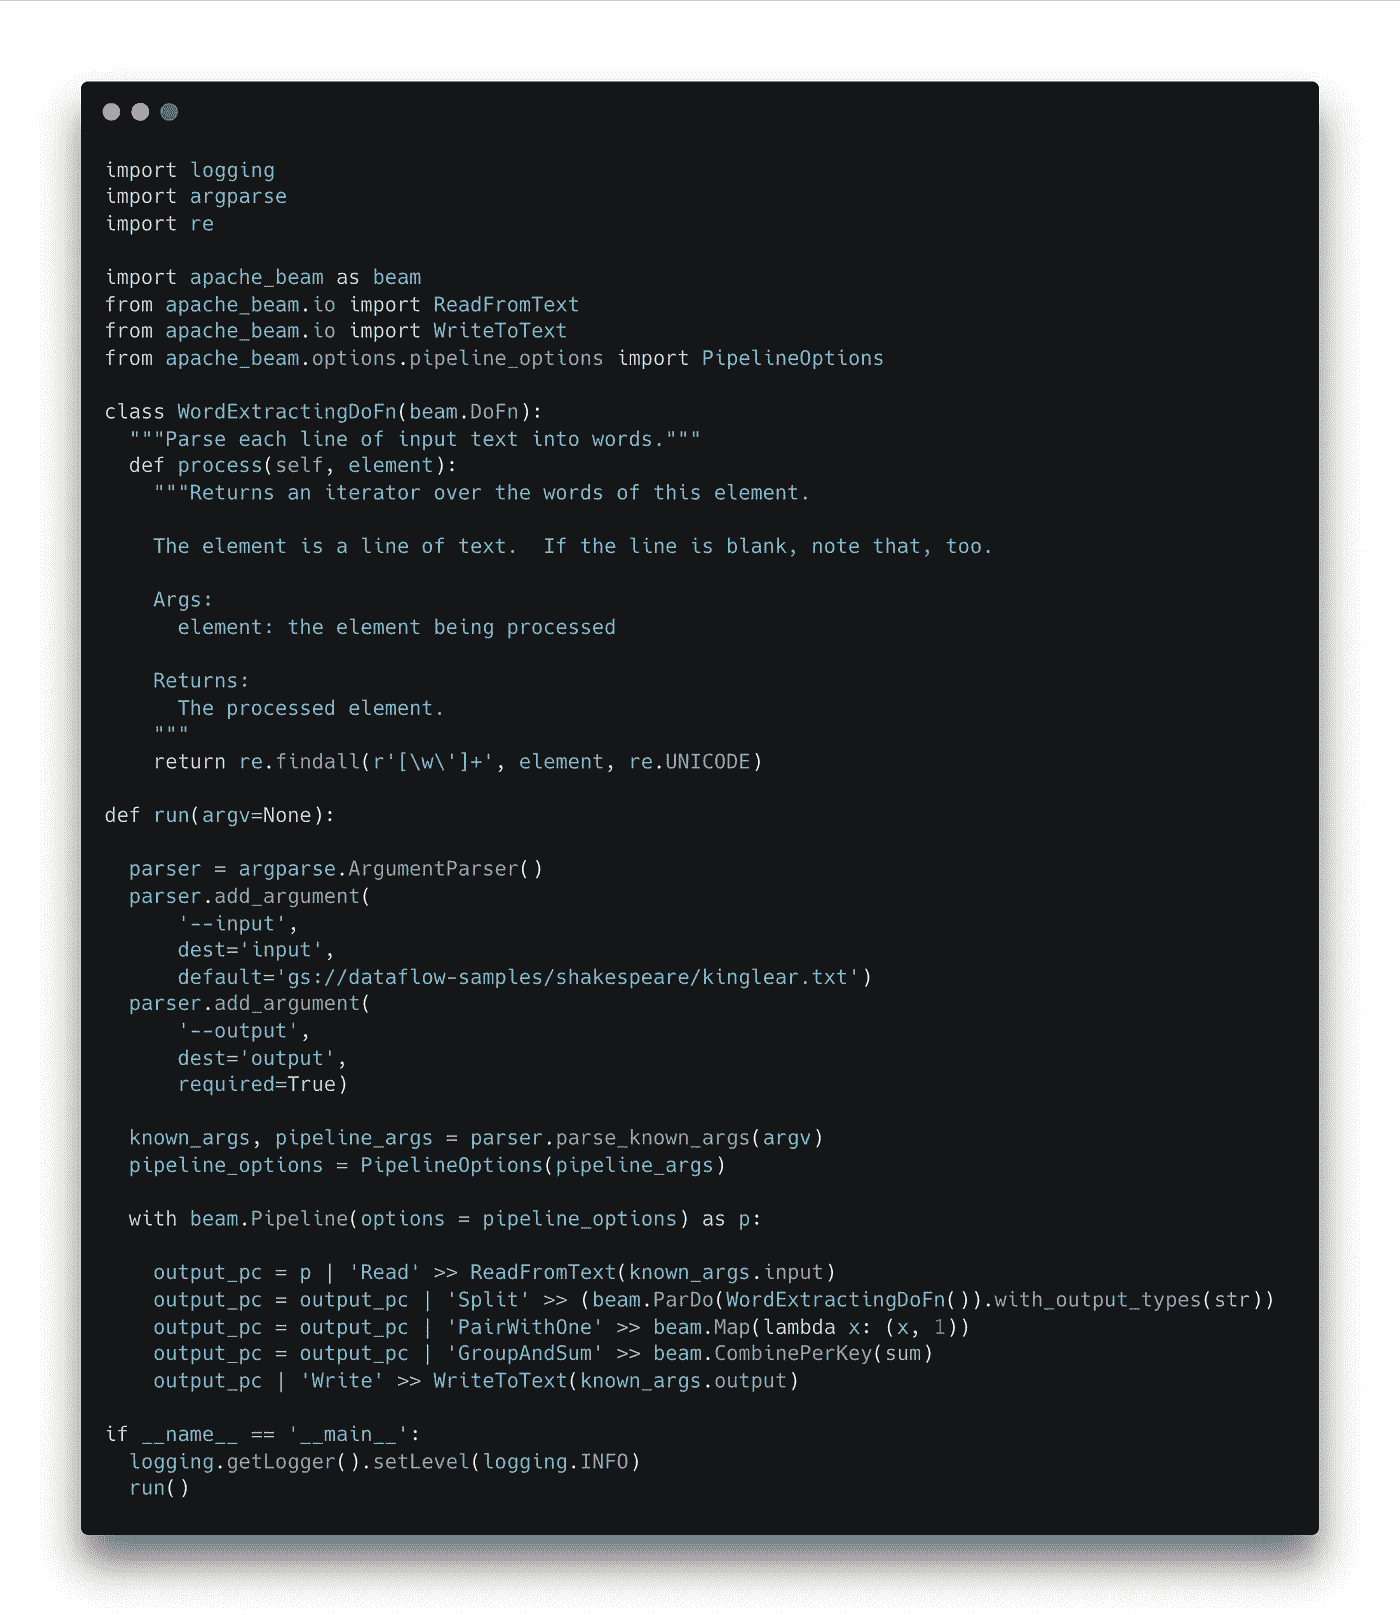 import logging
import argparse
import re

import apache_beam as beam
from apache_beam.io import ReadFromText
from apache_beam.io import WriteToText
from apache_beam.options.pipeline_options import PipelineOptions

class WordExtractingDoFn(beam.DoFn):
  """Parse each line of input text into words."""
  def process(self, element):
    """Returns an iterator over the words of this element.

    The element is a line of text.  If the line is blank, note that, too.

    Args:
      element: the element being processed

    Returns:
      The processed element.
    """
    return re.findall(r'[\w\']+', element, re.UNICODE)

def run(argv=None):

  parser = argparse.ArgumentParser()
  parser.add_argument(
      '--input',
      dest='input',
      default='gs://dataflow-samples/shakespeare/kinglear.txt')
  parser.add_argument(
      '--output',
      dest='output',
      required=True)

  known_args, pipeline_args = parser.parse_known_args(argv)
  pipeline_options = PipelineOptions(pipeline_args)

  with beam.Pipeline(options = pipeline_options) as p:

    output_pc = p | 'Read' >> ReadFromText(known_args.input)
    output_pc = output_pc | 'Split' >> (beam.ParDo(WordExtractingDoFn()).with_output_types(str))
    output_pc = output_pc | 'PairWithOne' >> beam.Map(lambda x: (x, 1))
    output_pc = output_pc | 'GroupAndSum' >> beam.CombinePerKey(sum)
    output_pc | 'Write' >> WriteToText(known_args.output)

if __name__ == '__main__':
  logging.getLogger().setLevel(logging.INFO)
  run()